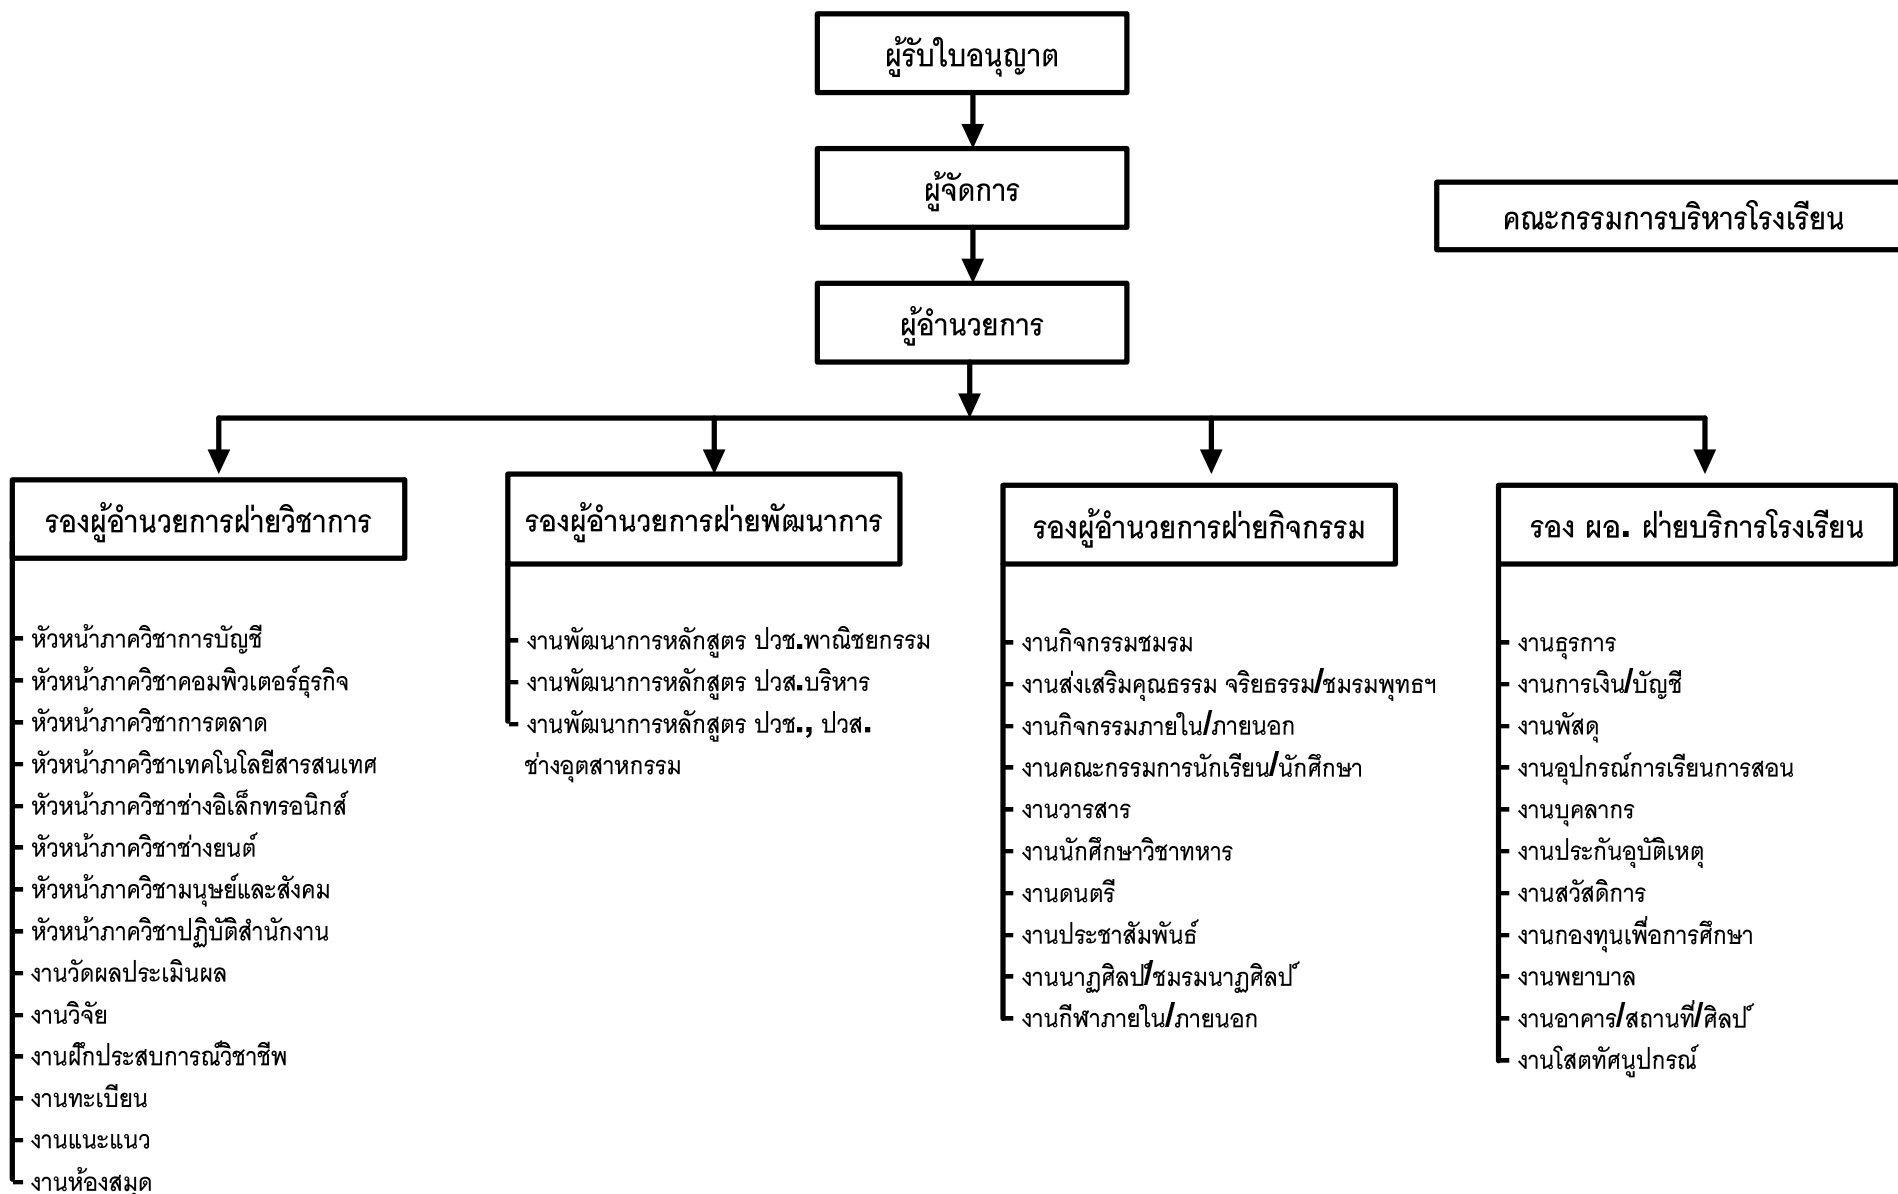 ผู้รับใบอนุญาต
ผู้จัดการ
คณะกรรมการบริหารโรงเรียน
ผู้อำนวยการ
รองผู้อำนวยการฝ่ายวิชาการ
หัวหน้าภาควิชาการบัญชี
หัวหน้าภาควิชาคอมพิวเตอร์ธุรกิจ
หัวหน้าภาควิชาการตลาด
หัวหน้าภาควิชาเทคโนโลยีสารสนเทศ
หัวหน้าภาควิชาช่างอิเล็กทรอนิกส์
หัวหน้าภาควิชาช่างยนต์
หัวหน้าภาควิชามนุษย์และสังคม
หัวหน้าภาควิชาปฏิบัติสำนักงาน
งานวัดผลประเมินผล
งานวิจัย
งานฝึกประสบการณ์วิชาชีพ
งานทะเบียน
งานแนะแนว
งานห้องสมุด
รองผู้อำนวยการฝ่ายพัฒนาการ
งานพัฒนาการหลักสูตร ปวช.พาณิชยกรรม
งานพัฒนาการหลักสูตร ปวส.บริหาร
งานพัฒนาการหลักสูตร ปวช., ปวส.
ช่างอุตสาหกรรม
รองผู้อำนวยการฝ่ายกิจกรรม
งานกิจกรรมชมรม
งานส่งเสริมคุณธรรม จริยธรรม/ชมรมพุทธฯ
งานกิจกรรมภายใน/ภายนอก
งานคณะกรรมการนักเรียน/นักศึกษา
งานวารสาร
งานนักศึกษาวิชาทหาร
งานดนตรี
งานประชาสัมพันธ์
งานนาฏศิลป์/ชมรมนาฏศิลป์
งานกีฬาภายใน/ภายนอก
รอง ผอ. ฝ่ายบริการโรงเรียน
งานธุรการ
งานการเงิน/บัญชี
งานพัสดุ
งานอุปกรณ์การเรียนการสอน
งานบุคลากร
งานประกันอุบัติเหตุ
งานสวัสดิการ
งานกองทุนเพื่อการศึกษา
งานพยาบาล
งานอาคาร/สถานที่/ศิลป์
งานโสตทัศนูปกรณ์